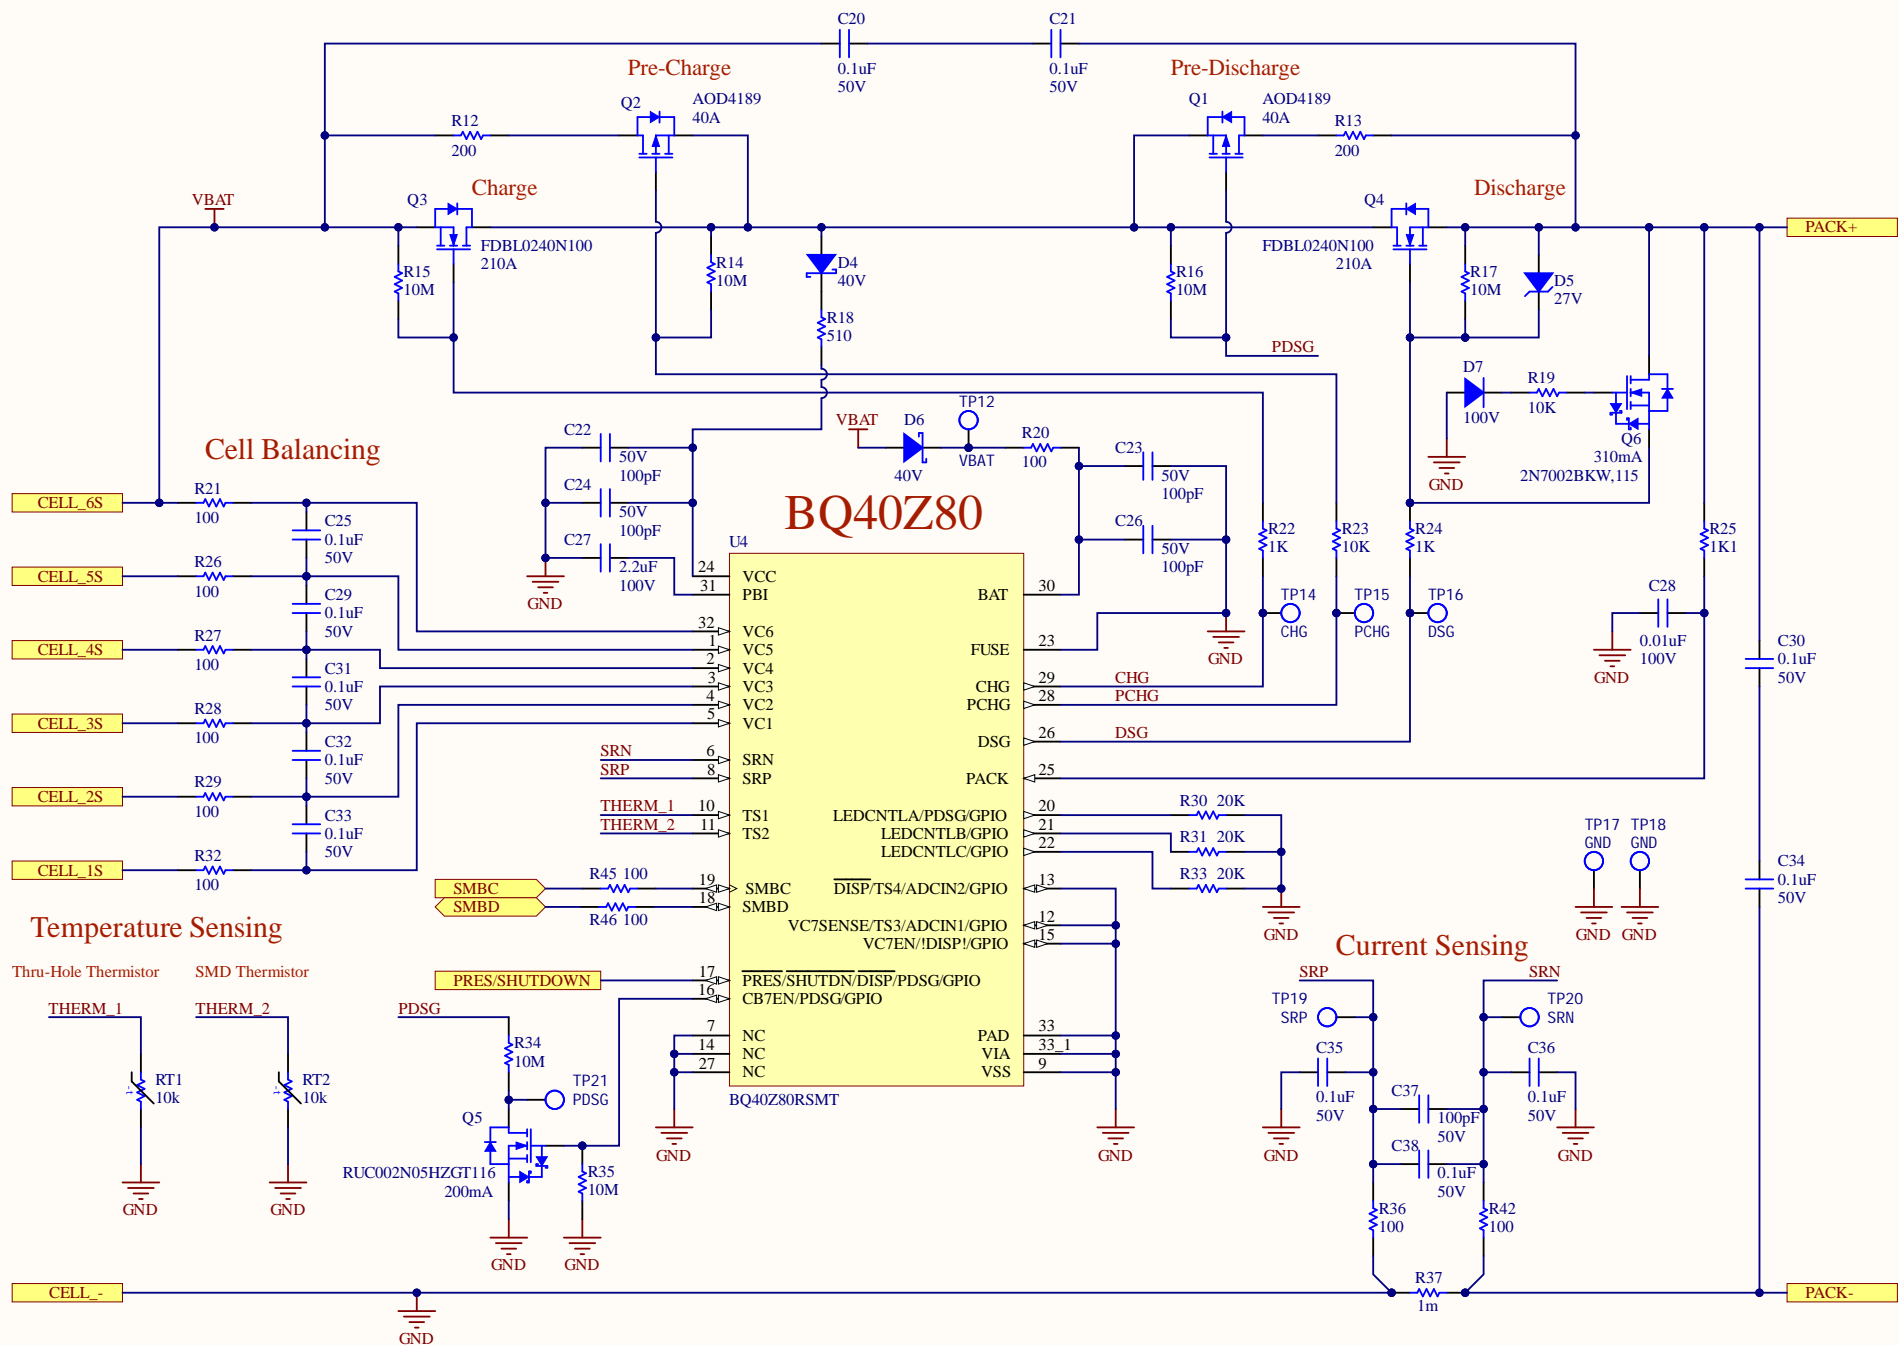 C20
0.1uF
50V
C21
0.1uF
50V
Pre-Charge
Pre-Discharge
Q2
AOD4189
40A
Q1
AOD4189
40A
R12
200
R13
200
Charge
Discharge
VBAT
Q3
FDBL0240N100
210A
Q4
FDBL0240N100
210A
PACK+
R15
10M
R14
10M
D4
40V
R18
510
R16
10M
R17
10M
D5
27V
PDSG
D7
100V
R19
10K
Q6
310mA
2N7002BKW,115
GND
Cell Balancing
C22
50V
100pF
C24
50V
100pF
C27
2.2uF
100V
GND
VBAT
D6
40V
TP12
VBAT
R20
100
C23
50V
100pF
C26
50V
100pF
GND
BQ40Z80
U4
CELL_6S
R21
100
C25
0.1uF
50V
CELL_5S
R26
100
C29
0.1uF
50V
CELL_4S
R27
100
C31
0.1uF
50V
CELL_3S
R28
100
C32
0.1uF
50V
CELL_2S
R29
100
C33
0.1uF
50V
CELL_1S
R32
100
R22
1K
R23
10K
R24
1K
R25
1K1
TP14
CHG
TP15
PCHG
TP16
DSG
C28
0.01uF
100V
GND
C30
0.1uF
50V
C34
0.1uF
50V
24 VCC
31 PBI
32 VC6
1 VC5
2 VC4
3 VC3
4 VC2
5 VC1
SRN 6 SRN
SRP 8 SRP
THERM_1 10 TS1
THERM_2 11 TS2
SMBC R45 100 19 SMBC
SMBD R46 100 18 SMBD
PRES/SHUTDOWN 17 PRES/SHUTDN/DISP/PDSG/GPIO
16 CB7EN/PDSG/GPIO
7 NC
14 NC
27 NC
BAT 30
FUSE 23
CHG 29 CHG
PCHG 28 PCHG
DSG 26 DSG
PACK 25
LEDCNTLA/PDSG/GPIO 20 R30 20K
LEDCNTLB/GPIO 21 R31 20K
LEDCNTLC/GPIO 22 R33 20K
DISP/TS4/ADCIN2/GPIO 13
VC7SENSE/TS3/ADCIN1/GPIO 12
VC7EN/!DISP!/GPIO 15
PAD 33
VIA 33_1
VSS 9
BQ40Z80RSMT
GND
GND
GND
TP17
GND
TP18
GND
GND
GND
Temperature Sensing
Thru-Hole Thermistor
SMD Thermistor
THERM_1
THERM_2
-t°
RT1
10k
-t°
RT2
10k
GND
GND
PDSG
R34
10M
TP21
PDSG
Q5
RUC002N05HZGT116
200mA
R35
10M
GND
GND
Current Sensing
SRP
SRN
TP19
SRP
TP20
SRN
C35
0.1uF
50V
C36
0.1uF
50V
C37
100pF
50V
C38
0.1uF
50V
GND
GND
R36
100
R42
100
R37
1m
CELL_-
GND
PACK-